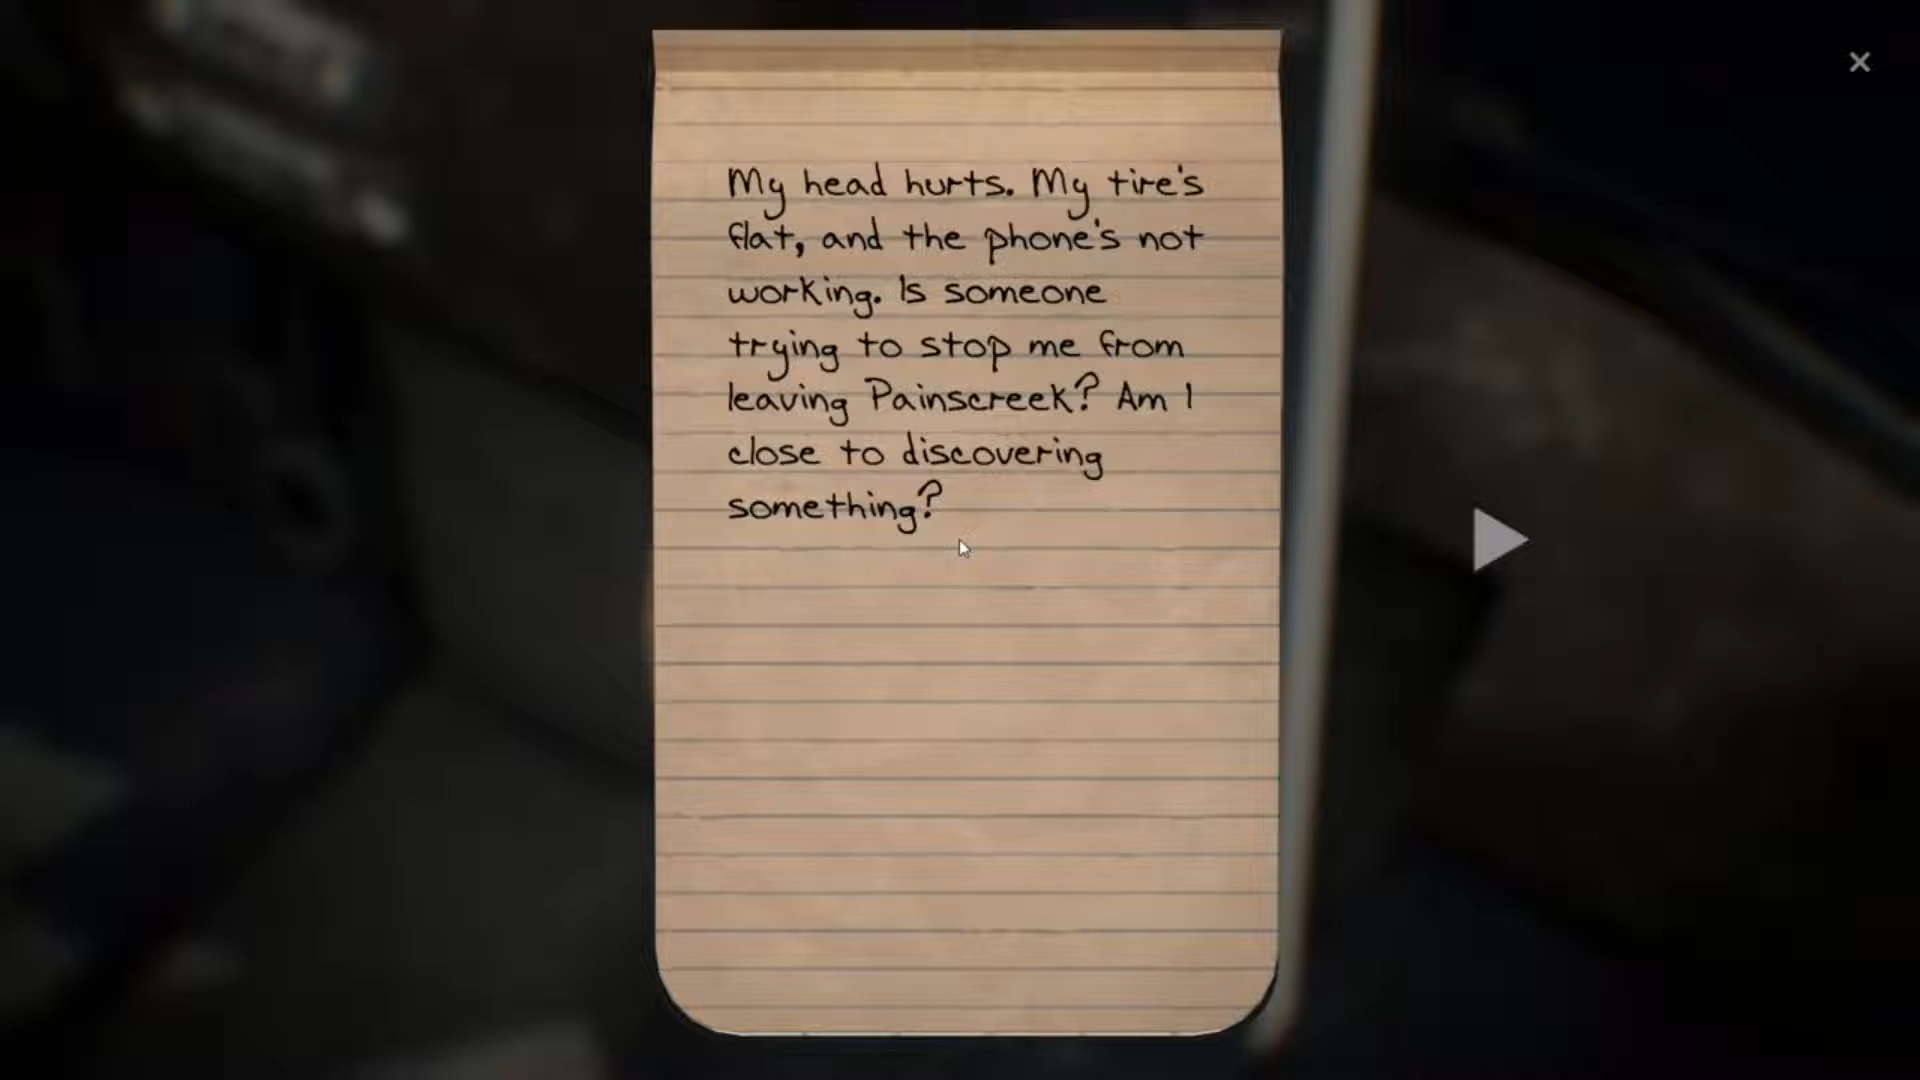 My head hurts. My tire's
flat, and the phone's not
working. Is someone
trying to stop me from
leaving Painscreek? Am I
close to discovering
something?